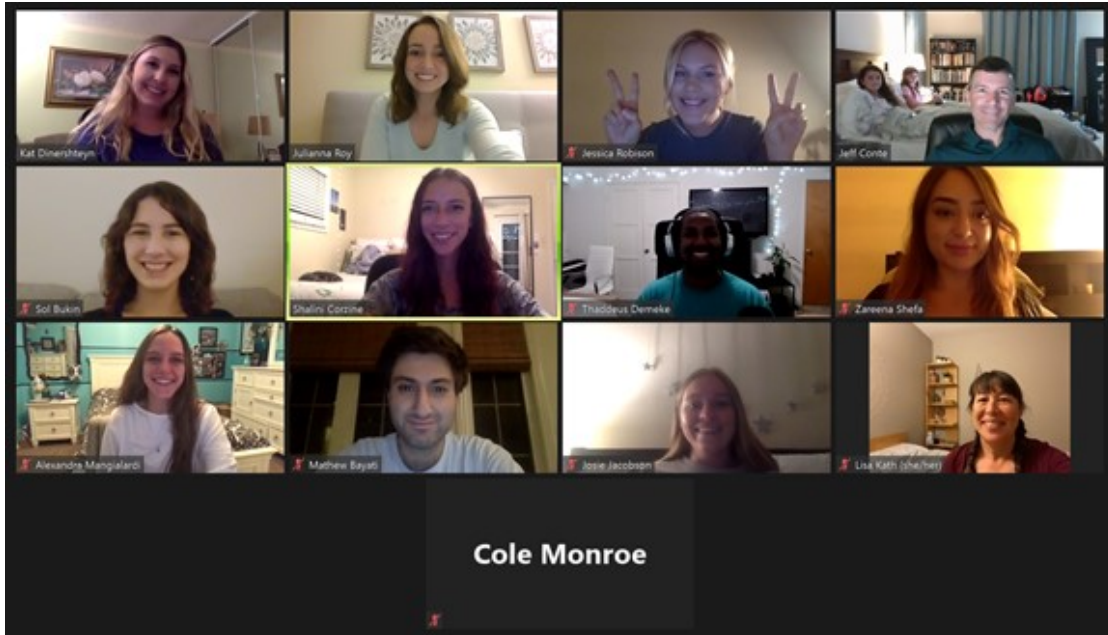 Kat Dinershteyn
Julianna Roy
Jessica Robison
Jeff Conte
Sol Bukin
Shalini Corzine
Thaddeus Demeke
Zareena Shefa
Alexandra Mangialardi
Mathew Bayati
Josie Jacobson
Lisa Kath (she/her)
Cole Monroe